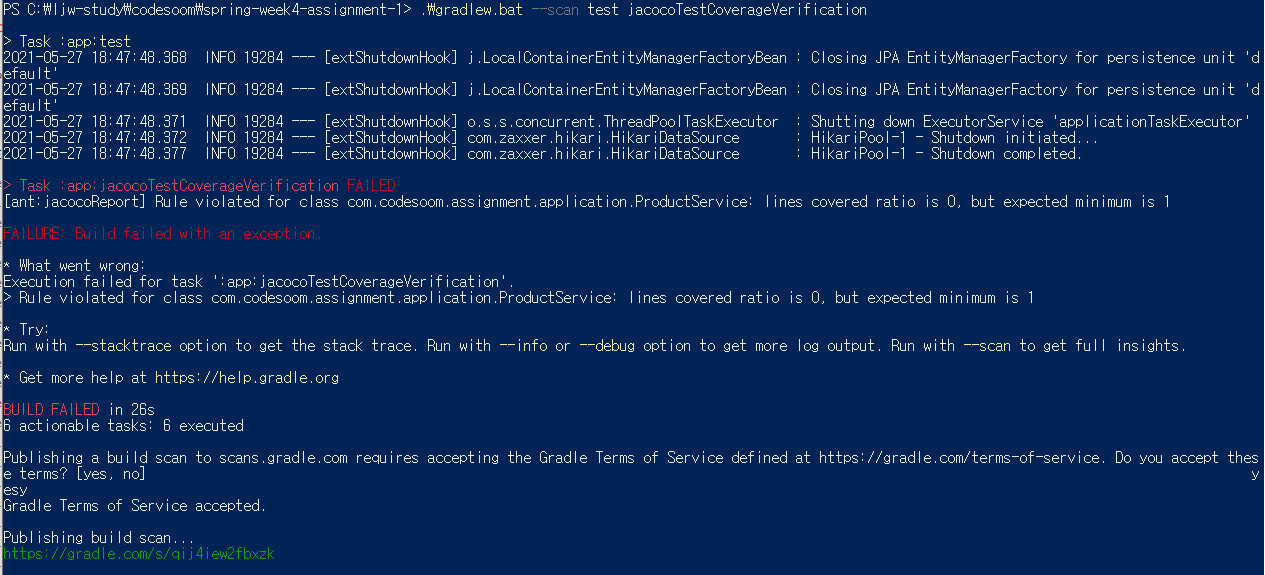 PS C:₩ljw-study₩codesoom₩spring-week4-assignment-1> .₩gradlew.bat --scan test jacocoTestCoverageVerification
> Task :app:test
2021-05-27 18:47:48.368  INFO 19284 --- [extShutdownHook] j.LocalContainerEntityManagerFactoryBean : Closing JPA EntityManagerFactory for persistence unit 'd
efault'
2021-05-27 18:47:48.369  INFO 19284 --- [extShutdownHook] j.LocalContainerEntityManagerFactoryBean : Closing JPA EntityManagerFactory for persistence unit 'd
efault'
2021-05-27 18:47:48.371  INFO 19284 --- [extShutdownHook] o.s.s.concurrent.ThreadPoolTaskExecutor  : Shutting down ExecutorService 'applicationTaskExecutor'
2021-05-27 18:47:48.372  INFO 19284 --- [extShutdownHook] com.zaxxer.hikari.HikariDataSource       : HikariPool-1 - Shutdown initiated...
2021-05-27 18:47:48.377  INFO 19284 --- [extShutdownHook] com.zaxxer.hikari.HikariDataSource       : HikariPool-1 - Shutdown completed.
> Task :app:jacocoTestCoverageVerification FAILED
[ant:jacocoReport] Rule violated for class com.codesoom.assignment.application.ProductService: lines covered ratio is 0, but expected minimum is 1
FAILURE: Build failed with an exception.
* What went wrong:
Execution failed for task ':app:jacocoTestCoverageVerification'.
> Rule violated for class com.codesoom.assignment.application.ProductService: lines covered ratio is 0, but expected minimum is 1
* Try:
Run with --stacktrace option to get the stack trace. Run with --info or --debug option to get more log output. Run with --scan to get full insights.
* Get more help at https://help.gradle.org
BUILD FAILED in 26s
6 actionable tasks: 6 executed
Publishing a build scan to scans.gradle.com requires accepting the Gradle Terms of Service defined at https://gradle.com/terms-of-service. Do you accept thes
e terms? [yes, no] y
esy
Gradle Terms of Service accepted.
Publishing build scan...
https://gradle.com/s/qij4iew2fbxzk